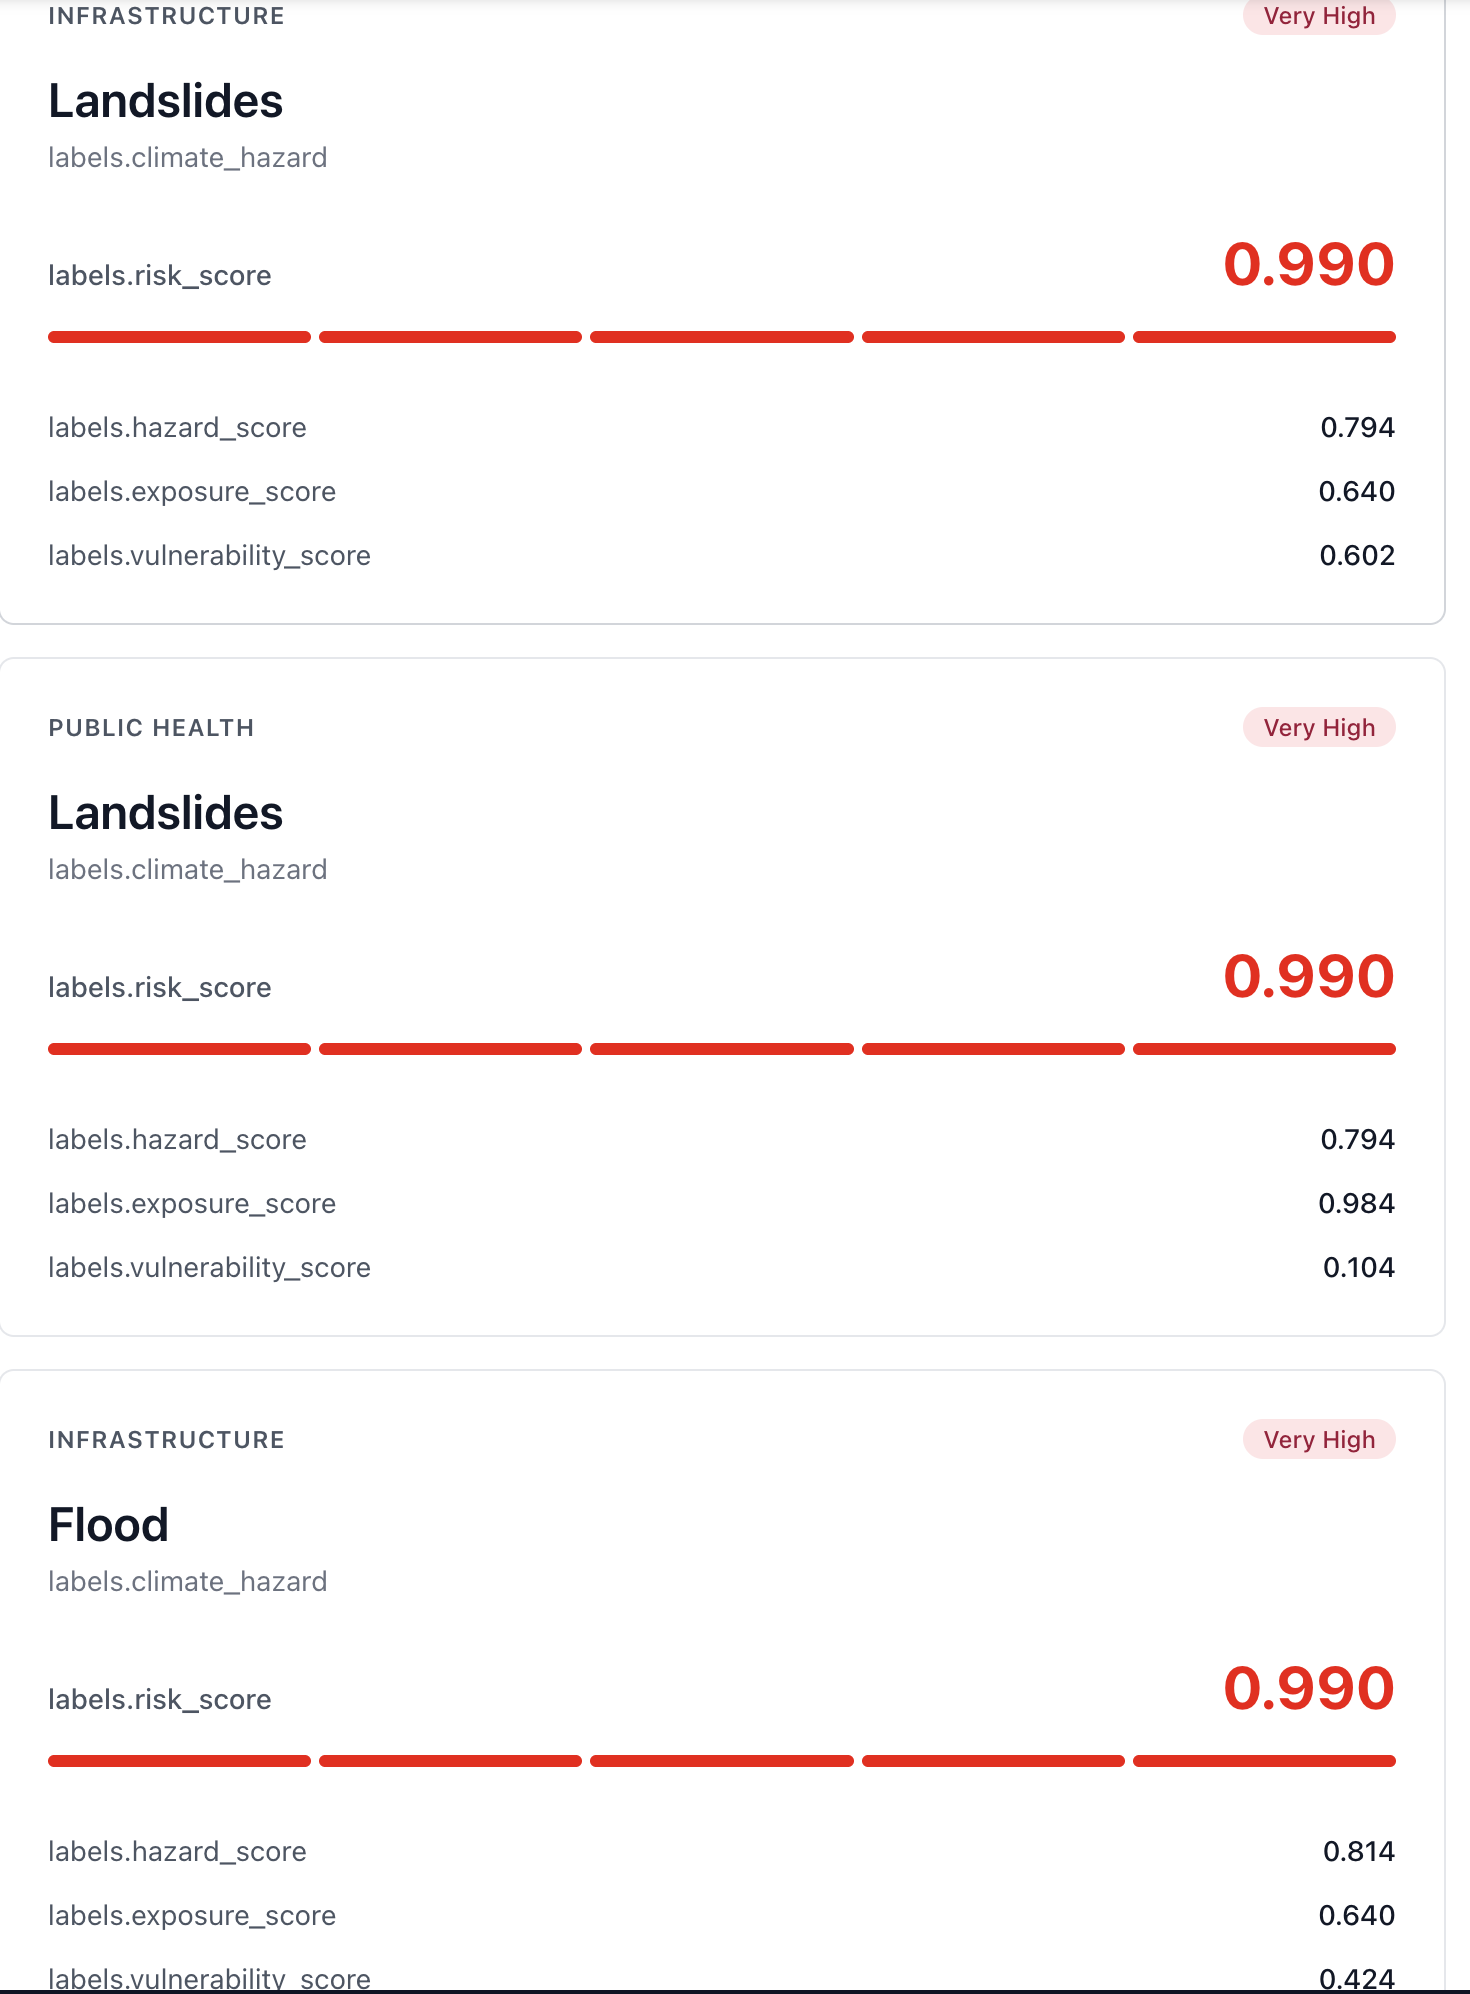 INFRASTRUCTURE Very High
Landslides
labels.climate_hazard
labels.risk_score 0.990
labels.hazard_score 0.794
labels.exposure_score 0.640
labels.vulnerability_score 0.602
PUBLIC HEALTH Very High
Landslides
labels.climate_hazard
labels.risk_score 0.990
labels.hazard_score 0.794
labels.exposure_score 0.984
labels.vulnerability_score 0.104
INFRASTRUCTURE Very High
Flood
labels.climate_hazard
labels.risk_score 0.990
labels.hazard_score 0.814
labels.exposure_score 0.640
labels.vulnerability_score 0.424